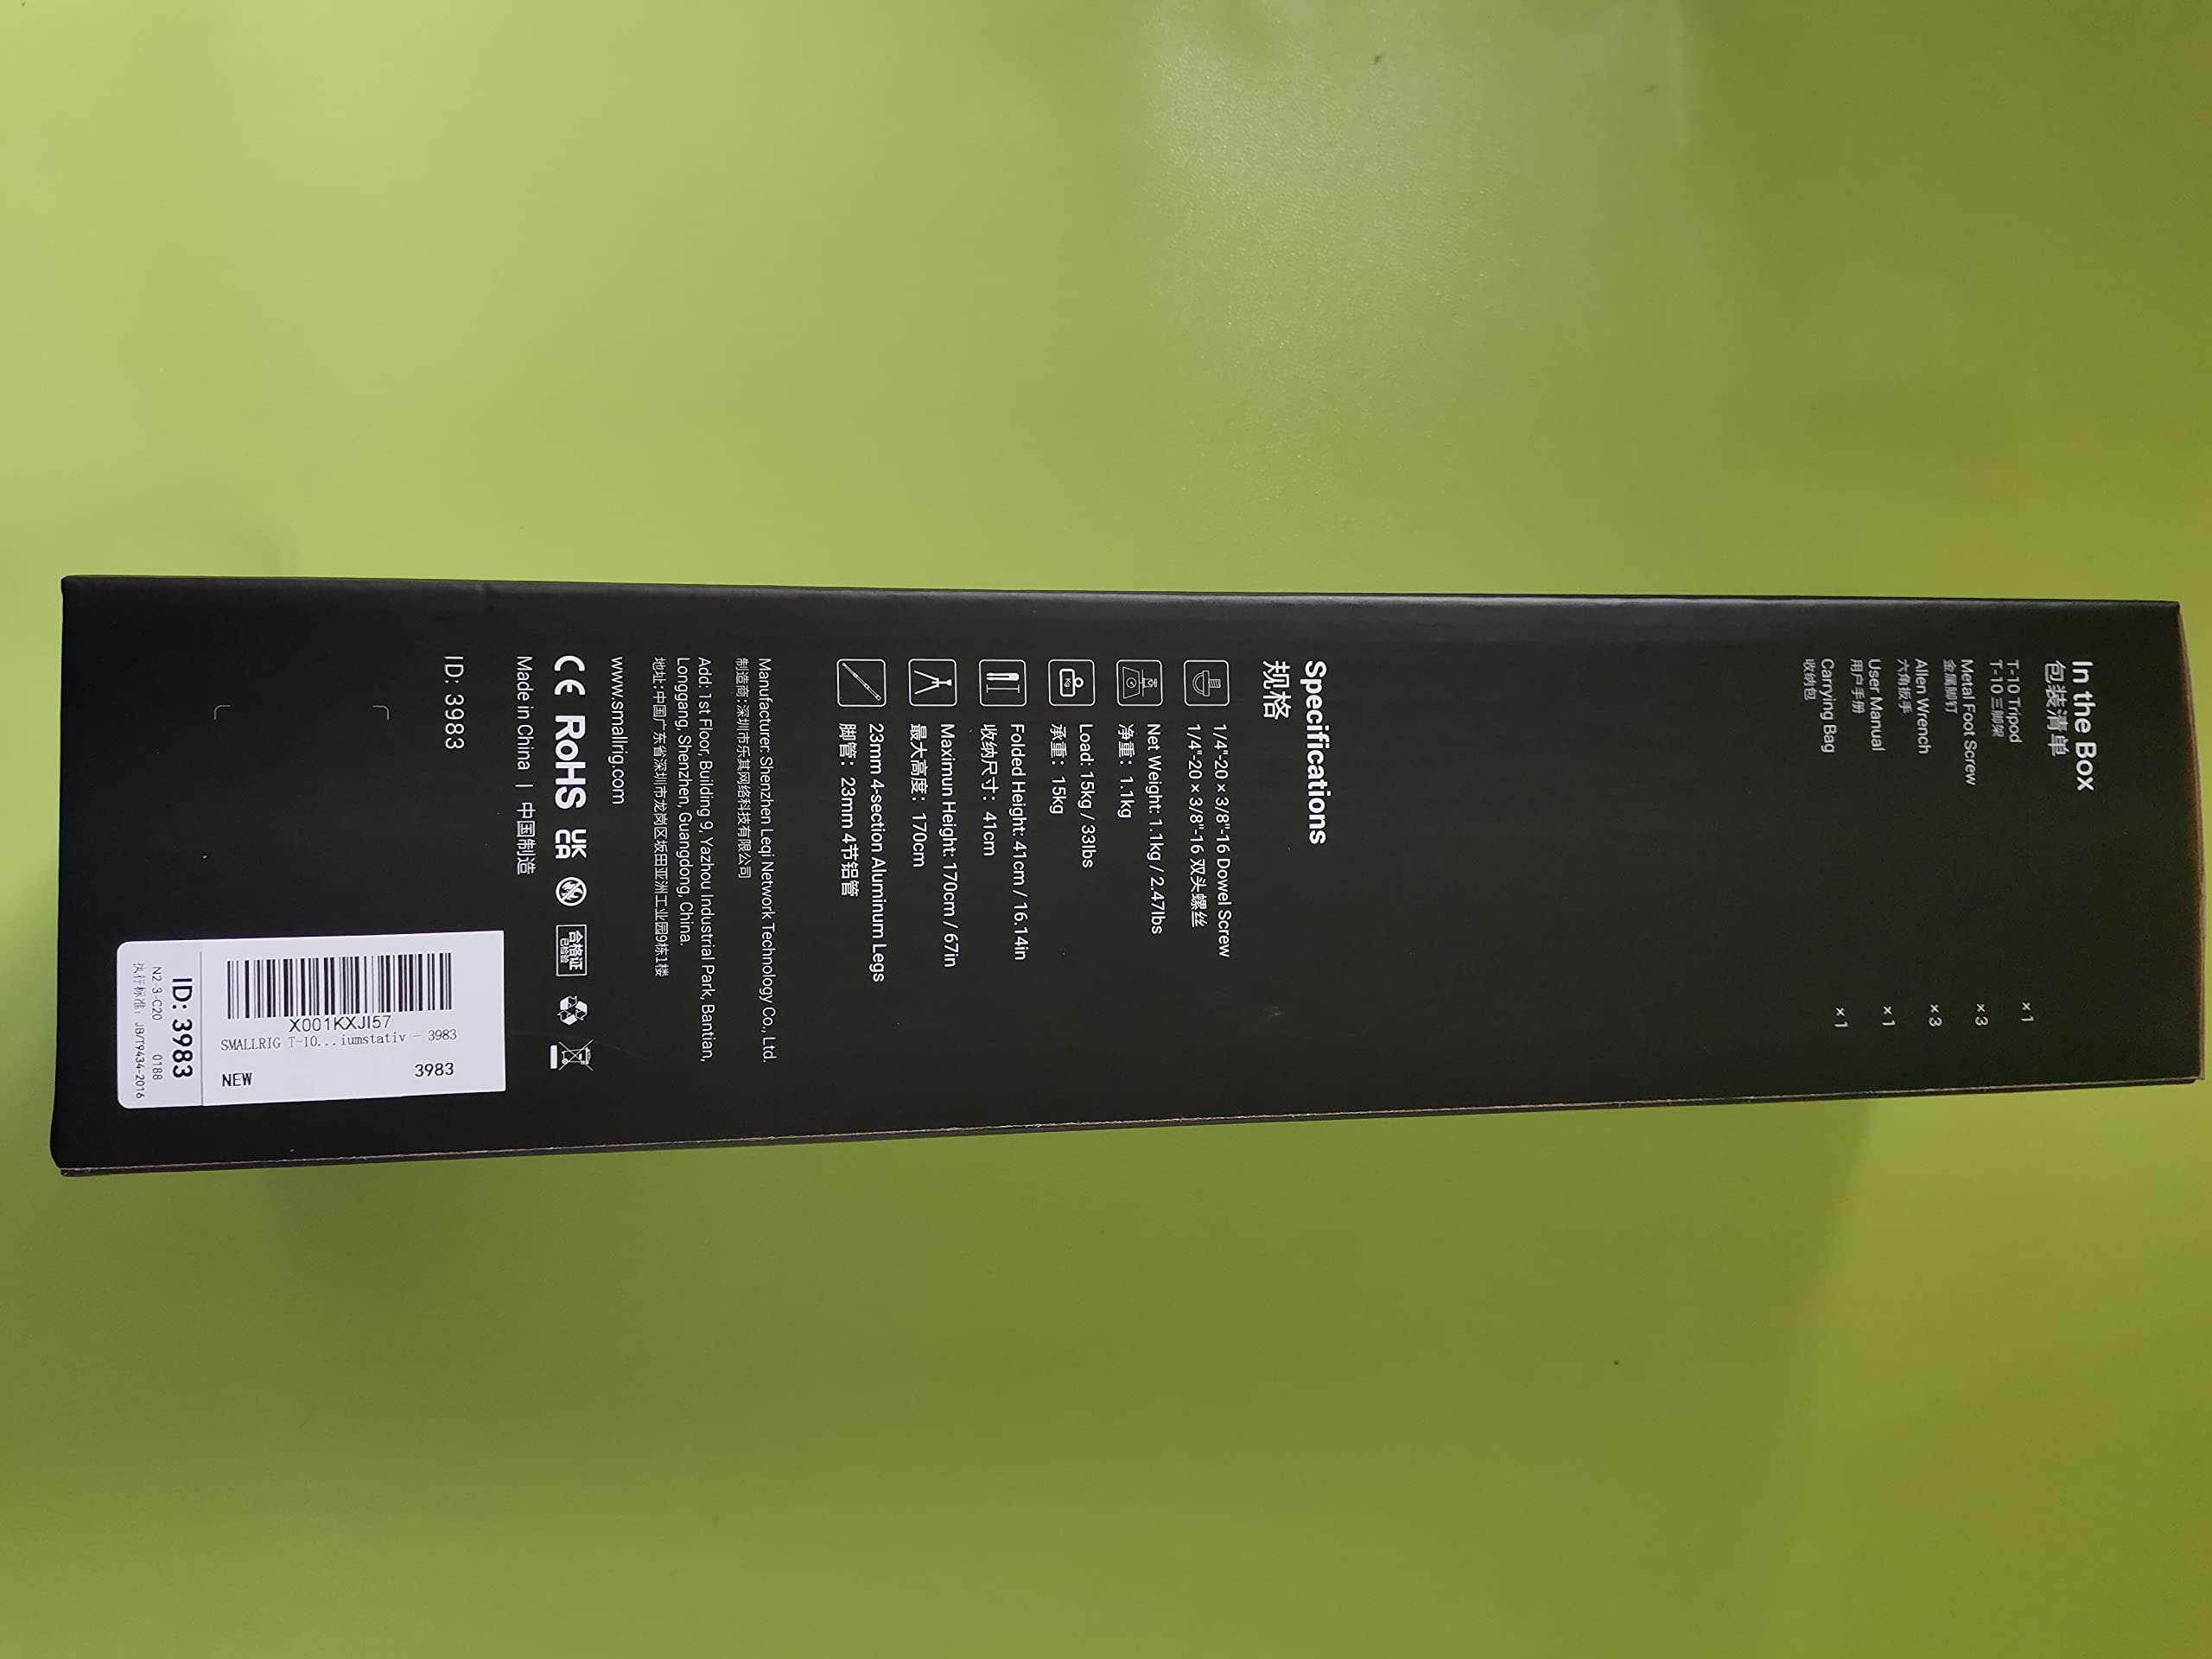 In the Box
包装清单
T-10 Tripod ×1
T-10 三脚架
Metal Foot Screw ×3
金属脚钉
Allen Wrench ×3
六角扳手
User Manual ×1
用户手册
Carrying Bag ×1
收纳包
Specifications
规格
1/4"-20 × 3/8"-16 Dowel Screw
1/4"-20 × 3/8"-16 双头螺丝
Net Weight: 1.1kg / 2.47lbs
净重：1.1kg
Kg
Load: 15kg / 33lbs
承重：15kg
Folded Height: 41cm / 16.14in
收纳尺寸：41cm
Maximun Height: 170cm / 67in
最大高度：170cm
23mm 4-section Aluminum Legs
脚管：23mm 4节铝管
Manufacturer: Shenzhen Leqi Network Technology Co., Ltd.
制造商:深圳市乐其网络科技有限公司
Add: 1st Floor, Building 9, Yazhou Industrial Park, Bantian,
Longgang, Shenzhen, Guangdong, China.
地址:中国广东省深圳市龙岗区坂田亚洲工业园9栋1楼
www.smallrig.com
CE RoHS UK CA 合格证 已检验
Made in China | 中国制造
ID: 3983
X001KXJI57
SMALLRIG T-10...iumstativ - 3983
3983
NEW
ID: 3983
N2-3-C20 0188
执行标准：JB/T9434-2016